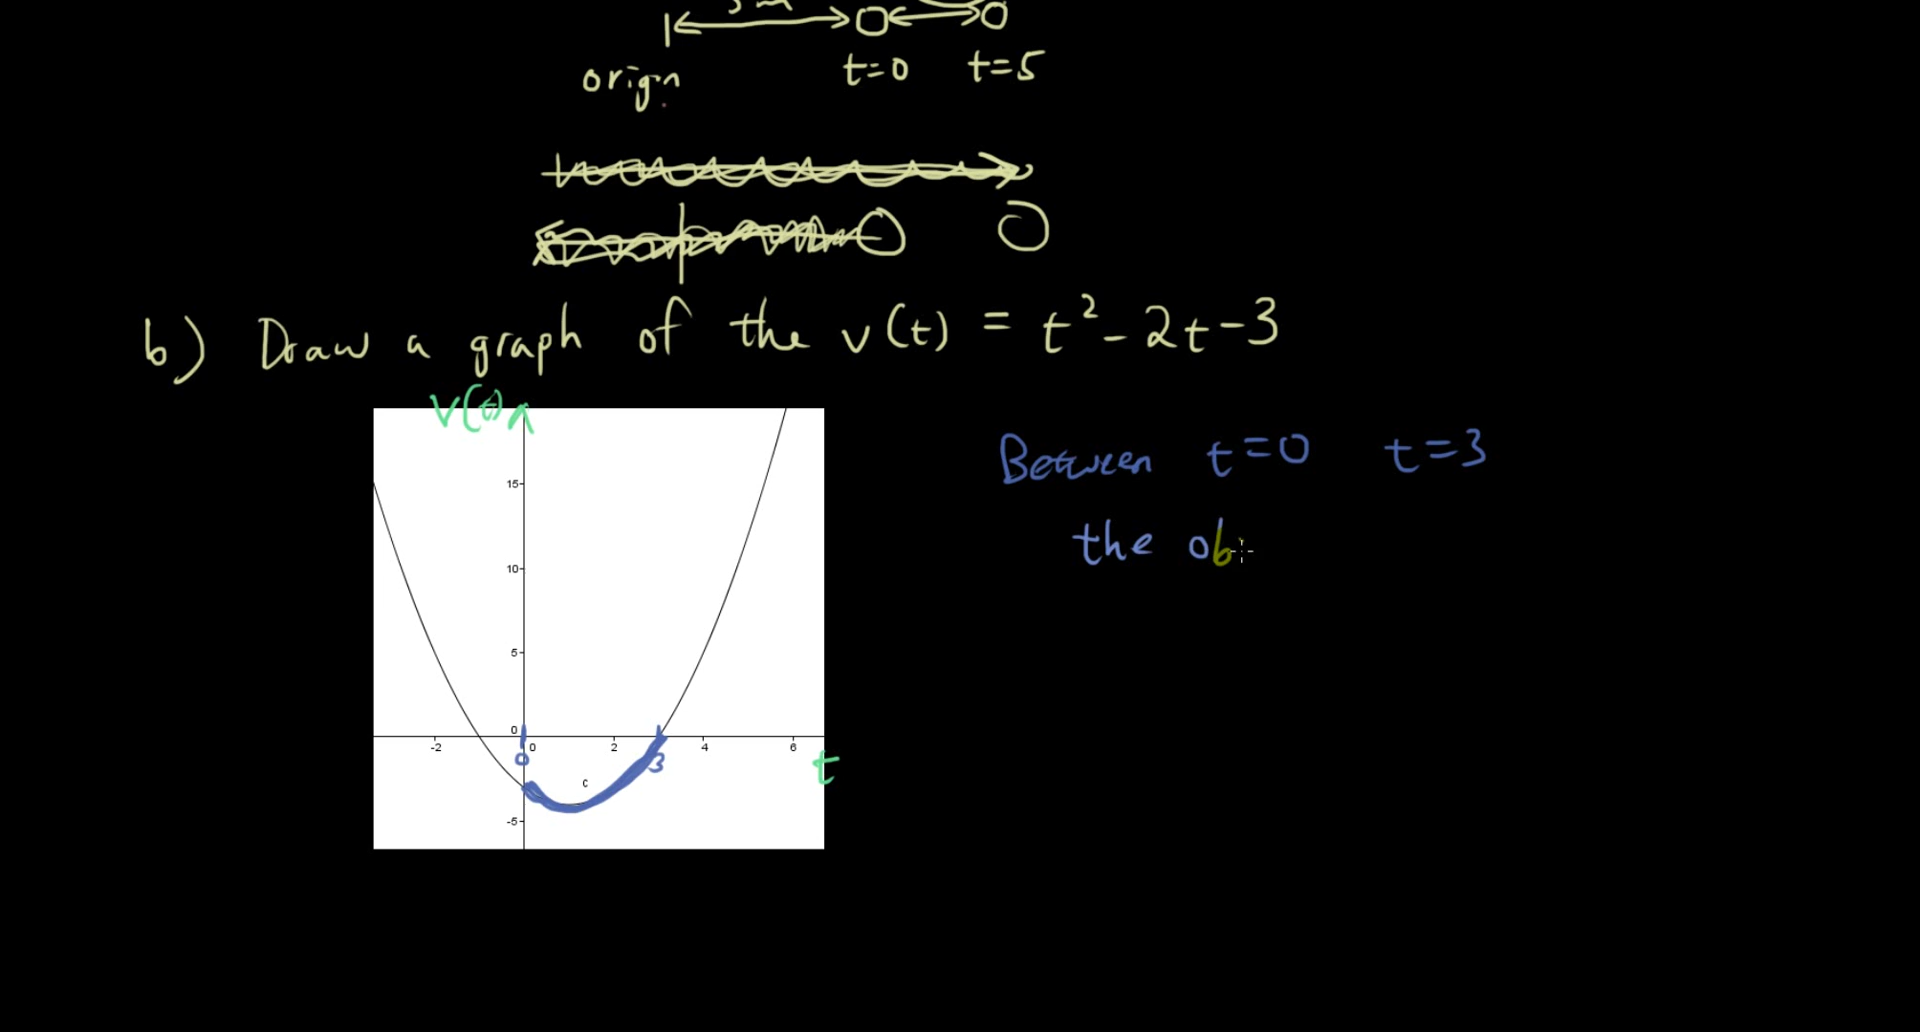 origin
t=0 t=5
b) Draw a graph of the v(t) = t²-2t-3
v(t)
15
10
5
0
-2 0 2 4 6
0 3 t
c
-5
Between t=0 t=3
the ob